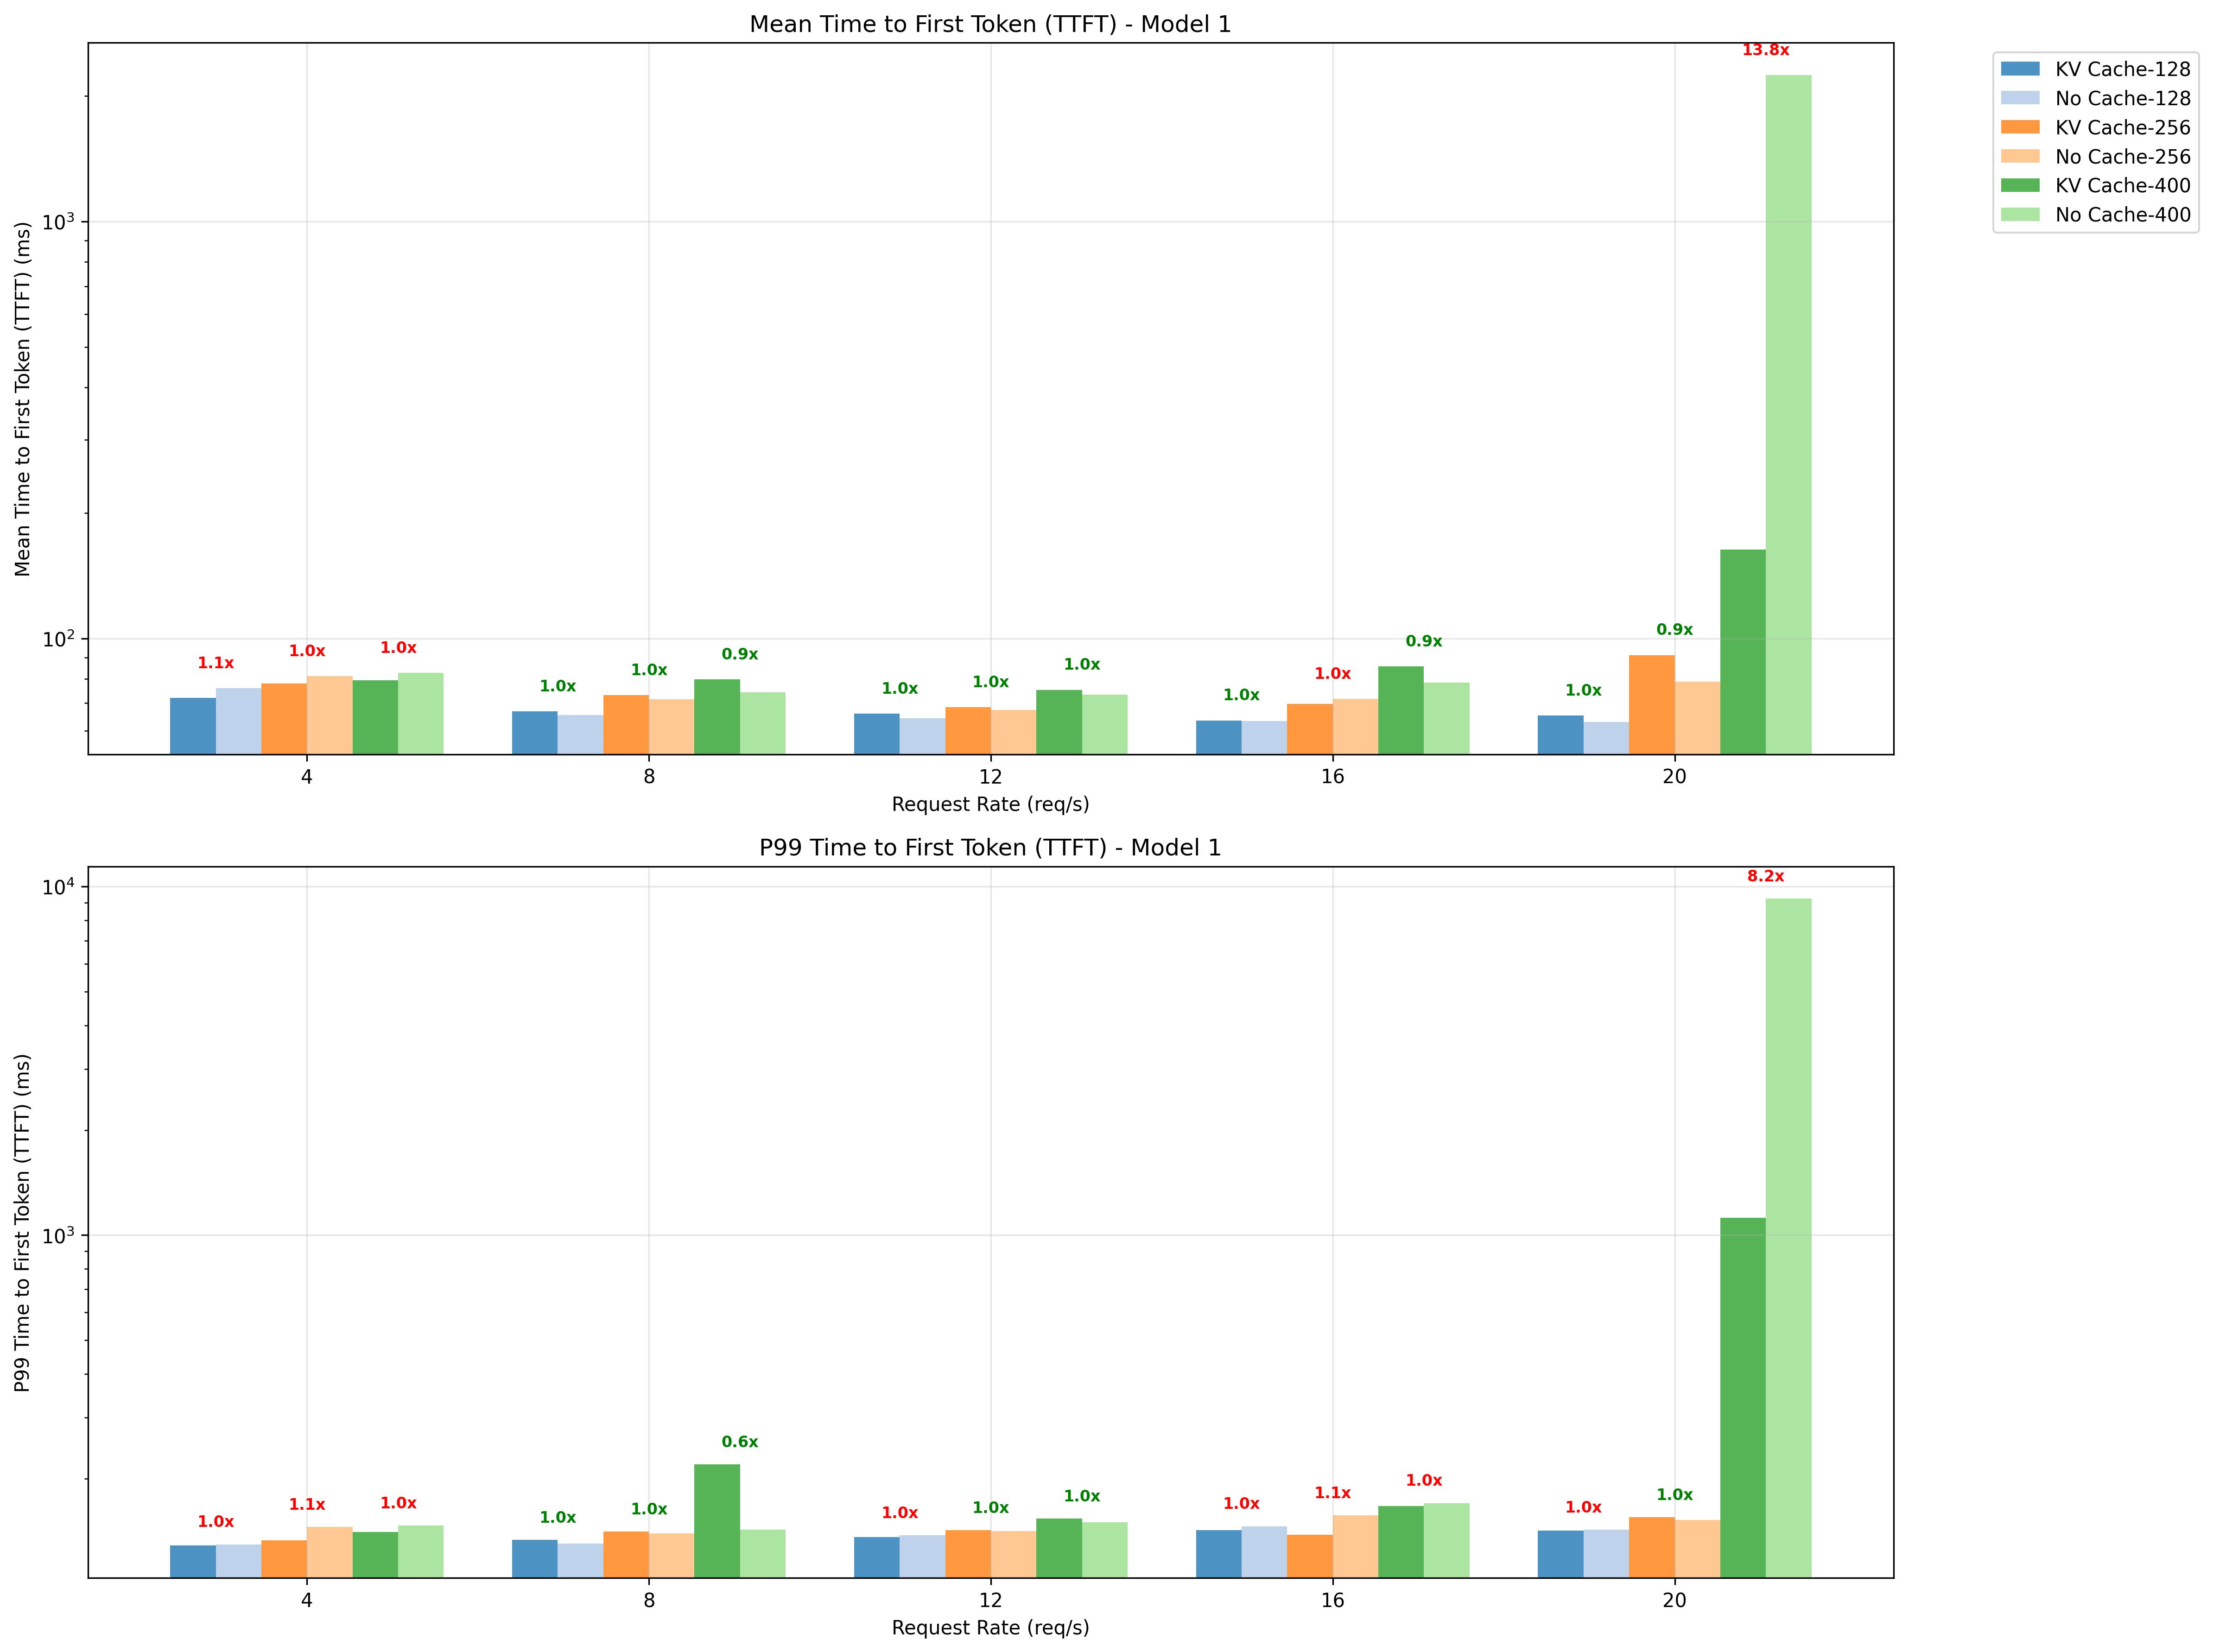 Mean Time to First Token (TTFT) - Model 1
Mean Time to First Token (TTFT) (ms)
10³
10²
13.8x
1.1x 1.0x 1.0x 1.0x 1.0x 0.9x 1.0x 1.0x 1.0x 1.0x 1.0x 0.9x 1.0x 0.9x
4 8 12 16 20
Request Rate (req/s)
KV Cache-128
No Cache-128
KV Cache-256
No Cache-256
KV Cache-400
No Cache-400
P99 Time to First Token (TTFT) - Model 1
P99 Time to First Token (TTFT) (ms)
10⁴
10³
8.2x
1.0x 1.1x 1.0x 1.0x 1.0x 0.6x 1.0x 1.0x 1.0x 1.0x 1.1x 1.0x 1.0x 1.0x
4 8 12 16 20
Request Rate (req/s)